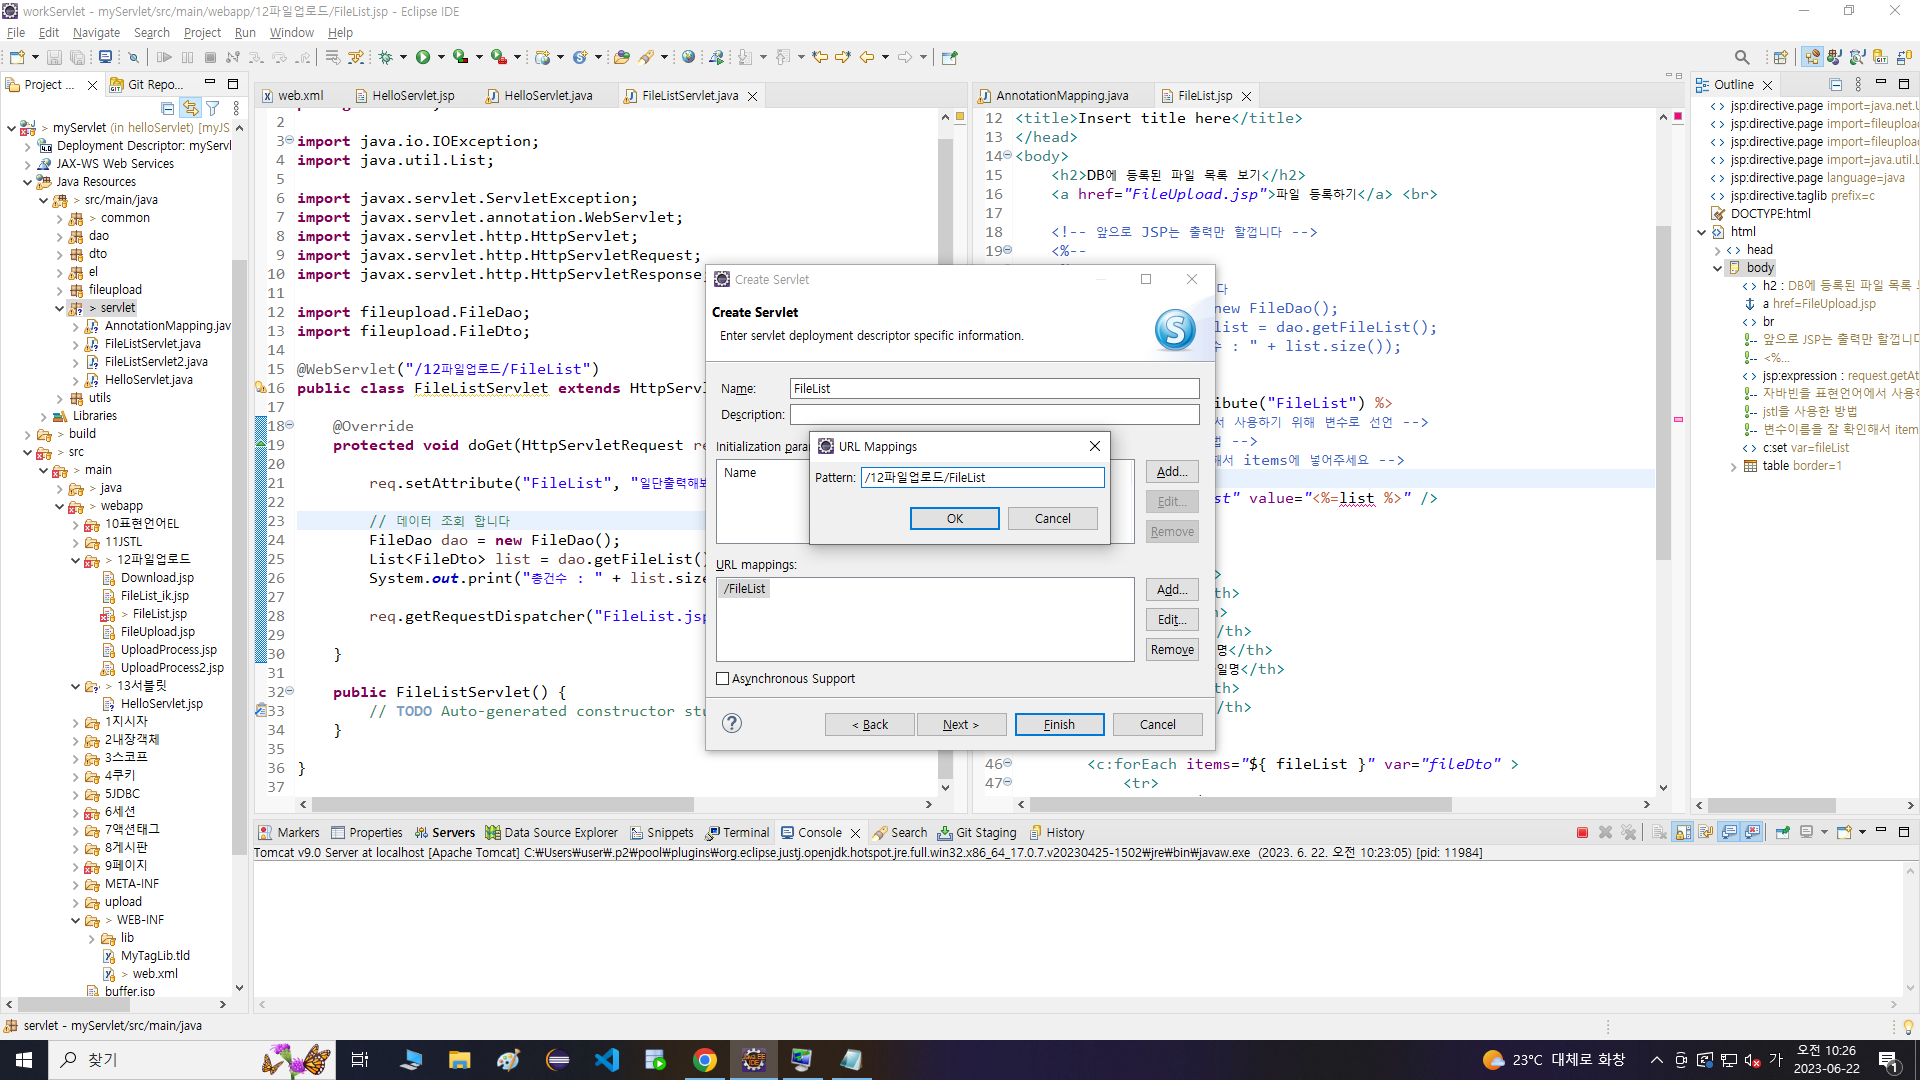 workServlet - myServlet/src/main/webapp/12파일업로드/FileList.jsp - Eclipse IDE
File Edit Navigate Search Project Run Window Help
Project ...
Git Repo...
myServlet (in helloServlet) [myJS
Deployment Descriptor: myServl
JAX-WS Web Services
Java Resources
> src/main/java
> common
dao
dto
el
fileupload
> servlet
AnnotationMapping.jav
FileListServlet.java
FileListServlet2.java
HelloServlet.java
utils
Libraries
> build
> src
> main
> java
> webapp
10표현언어EL
11JSTL
> 12파일업로드
Download.jsp
FileList_ik.jsp
> FileList.jsp
FileUpload.jsp
UploadProcess.jsp
UploadProcess2.jsp
> 13서블릿
HelloServlet.jsp
1지시자
2내장객체
3스코프
4쿠키
5JDBC
6세션
7액션태그
8게시판
9페이지
META-INF
upload
> WEB-INF
lib
MyTagLib.tld
> web.xml
buffer.jsp
web.xml
HelloServlet.jsp
HelloServlet.java
FileListServlet.java
2
3 import java.io.IOException;
4 import java.util.List;
5
6 import javax.servlet.ServletException;
7 import javax.servlet.annotation.WebServlet;
8 import javax.servlet.http.HttpServlet;
9 import javax.servlet.http.HttpServletRequest;
10 import javax.servlet.http.HttpServletResponse;
11
12 import fileupload.FileDao;
13 import fileupload.FileDto;
14
15 @WebServlet("/12파일업로드/FileList")
16 public class FileListServlet extends HttpServl
17
18 @Override
19 protected void doGet(HttpServletRequest re
20
21 req.setAttribute("FileList", "일단출력해보
22
23 // 데이터 조회 합니다
24 FileDao dao = new FileDao();
25 List<FileDto> list = dao.getFileList()
26 System.out.print("총건수 : " + list.size
27
28 req.getRequestDispatcher("FileList.jsp
29
30 }
31
32 public FileListServlet() {
33 // TODO Auto-generated constructor stu
34 }
35
36 }
37
AnnotationMapping.java
FileList.jsp
12 <title>Insert title here</title>
13 </head>
14 <body>
15 <h2>DB에 등록된 파일 목록 보기</h2>
16 <a href="FileUpload.jsp">파일 등록하기</a> <br>
17
18 <!-- 앞으로 JSP는 출력만 할껍니다 -->
19 <%--
다
new FileDao();
list = dao.getFileList();
수 : " + list.size());
ribute("FileList") %>
서 사용하기 위해 변수로 선언 -->
법 -->
해서 items에 넣어주세요 -->
st" value="<%=list %>" />
>
th>
h>
</th>
명</th>
일명</th>
th>
</th>
46 <c:forEach items="${ fileList }" var="fileDto" >
47 <tr>
Create Servlet
Create Servlet
Enter servlet deployment descriptor specific information.
Name: FileList
Description:
Initialization para
Name
Add...
Edit...
Remove
URL Mappings
Pattern: /12파일업로드/FileList
OK
Cancel
URL mappings:
/FileList
Add...
Edit...
Remove
Asynchronous Support
< Back
Next >
Finish
Cancel
Outline
jsp:directive.page import=java.net.U
jsp:directive.page import=fileupload
jsp:directive.page import=fileupload
jsp:directive.page import=java.util.L
jsp:directive.page language=java
jsp:directive.taglib prefix=c
DOCTYPE:html
html
head
body
h2 : DB에 등록된 파일 목록 보
a href=FileUpload.jsp
br
앞으로 JSP는 출력만 할껍니다
<%...
jsp:expression : request.getAt
자바빈을 표현언어에서 사용하
jstl을 사용한 방법
변수이름을 잘 확인해서 item
c:set var=fileList
table border=1
Markers Properties Servers Data Source Explorer Snippets Terminal Console Search Git Staging History
Tomcat v9.0 Server at localhost [Apache Tomcat] C:₩Users₩user₩.p2₩pool₩plugins₩org.eclipse.justj.openjdk.hotspot.jre.full.win32.x86_64_17.0.7.v20230425-1502₩jre₩bin₩javaw.exe (2023. 6. 22. 오전 10:23:05) [pid: 11984]
servlet - myServlet/src/main/java
찾기
23°C 대체로 화창
가
오전 10:26
2023-06-22
1